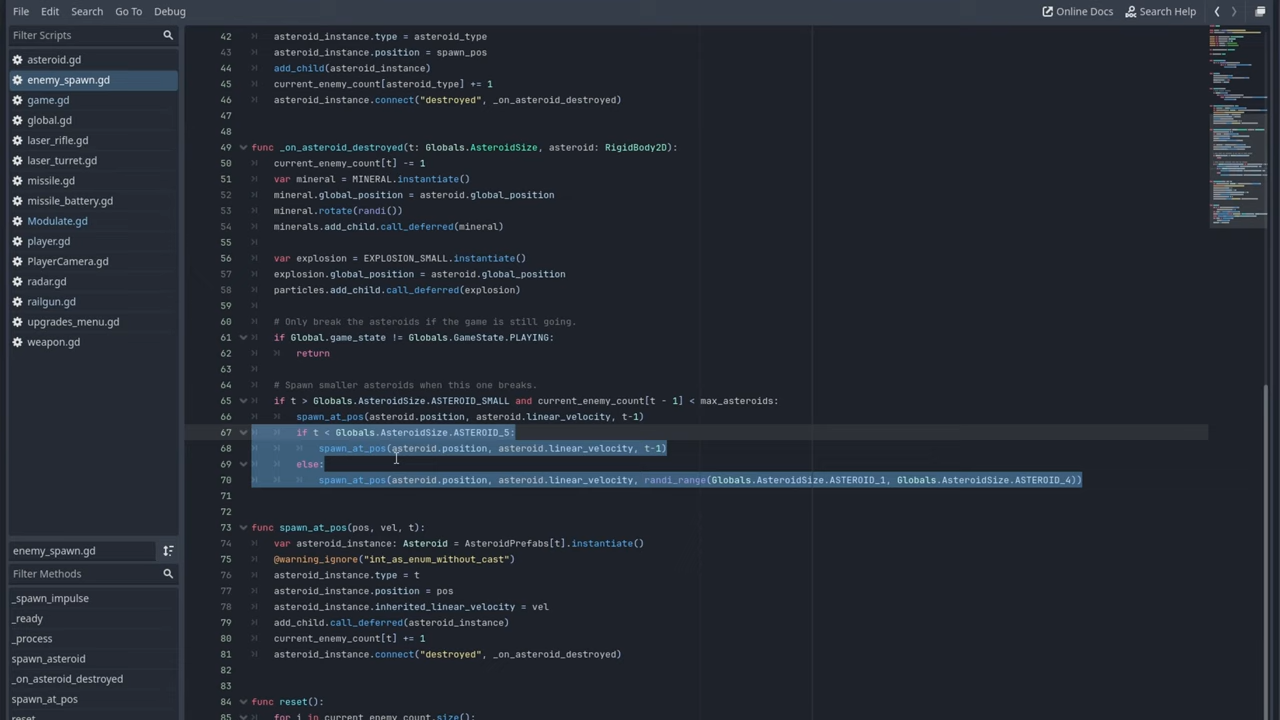 File Edit Search Go To Debug
Online Docs Search Help
Filter Scripts
asteroid.gd
enemy_spawn.gd
game.gd
global.gd
laser_rifle.gd
laser_turret.gd
missile.gd
missile_battery.gd
Modulate.gd
player.gd
PlayerCamera.gd
radar.gd
railgun.gd
upgrades_menu.gd
weapon.gd
enemy_spawn.gd
Filter Methods
_spawn_impulse
_ready
_process
spawn_asteroid
_on_asteroid_destroyed
spawn_at_pos
reset
42 asteroid_instance.type = asteroid_type
43 asteroid_instance.position = spawn_pos
44 add_child(asteroid_instance)
45 current_enemy_count[asteroid_type] += 1
46 asteroid_instance.connect("destroyed", _on_asteroid_destroyed)
47
48
49 func _on_asteroid_destroyed(t: Globals.AsteroidSize, asteroid: RigidBody2D):
50 current_enemy_count[t] -= 1
51 var mineral = MINERAL.instantiate()
52 mineral.global_position = asteroid.global_position
53 mineral.rotate(randi())
54 minerals.add_child.call_deferred(mineral)
55
56 var explosion = EXPLOSION_SMALL.instantiate()
57 explosion.global_position = asteroid.global_position
58 particles.add_child.call_deferred(explosion)
59
60 # Only break the asteroids if the game is still going.
61 if Global.game_state != Globals.GameState.PLAYING:
62 return
63
64 # Spawn smaller asteroids when this one breaks.
65 if t > Globals.AsteroidSize.ASTEROID_SMALL and current_enemy_count[t - 1] < max_asteroids:
66 spawn_at_pos(asteroid.position, asteroid.linear_velocity, t-1)
67 if t < Globals.AsteroidSize.ASTEROID_5:
68 spawn_at_pos(asteroid.position, asteroid.linear_velocity, t-1)
69 else:
70 spawn_at_pos(asteroid.position, asteroid.linear_velocity, randi_range(Globals.AsteroidSize.ASTEROID_1, Globals.AsteroidSize.ASTEROID_4))
71
72
73 func spawn_at_pos(pos, vel, t):
74 var asteroid_instance: Asteroid = AsteroidPrefabs[t].instantiate()
75 @warning_ignore("int_as_enum_without_cast")
76 asteroid_instance.type = t
77 asteroid_instance.position = pos
78 asteroid_instance.inherited_linear_velocity = vel
79 add_child.call_deferred(asteroid_instance)
80 current_enemy_count[t] += 1
81 asteroid_instance.connect("destroyed", _on_asteroid_destroyed)
82
83
84 func reset():
85 for i in current_enemy_count.size():